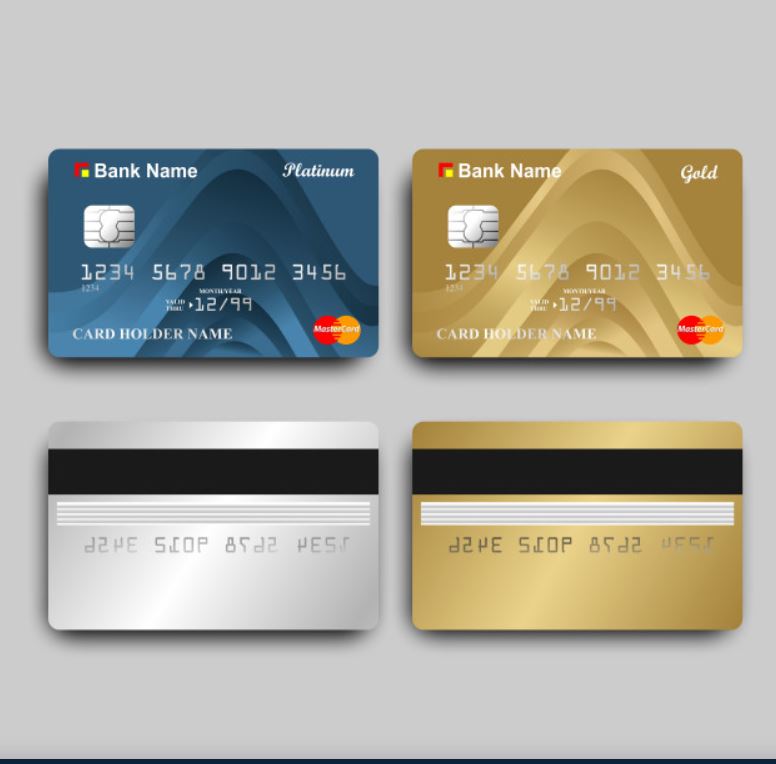 Bank Name Platinum
1234 5678 9012 3456
1234
MONTH/YEAR
VALID THRU 12/99
CARD HOLDER NAME
MasterCard
Bank Name Gold
1234 5678 9012 3456
1234
MONTH/YEAR
VALID THRU 12/99
CARD HOLDER NAME
MasterCard